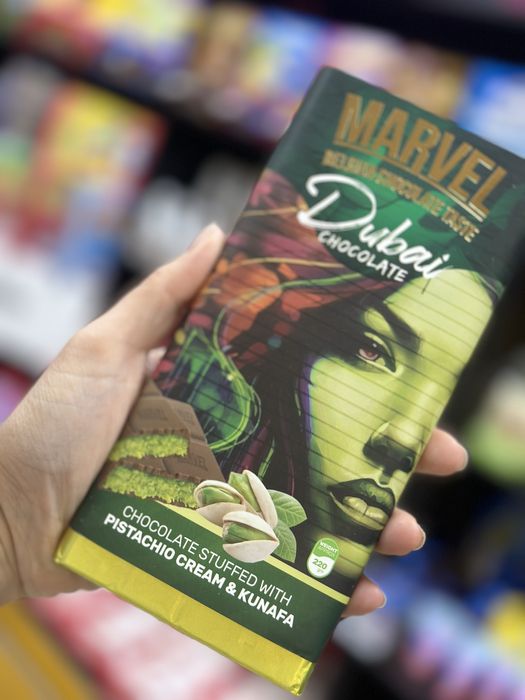 MARVEL
BELGIUM CHOCOLATE TASTE
Dubai
CHOCOLATE
CHOCOLATE STUFFED WITH
PISTACHIO CREAM & KUNAFA
WEIGHT
220